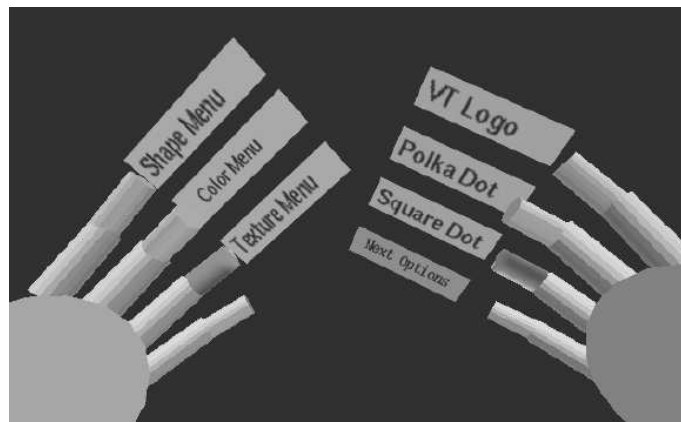 Shape Menu
Color Menu
Texture Menu
VT Logo
Polka Dot
Square Dot
Next Options